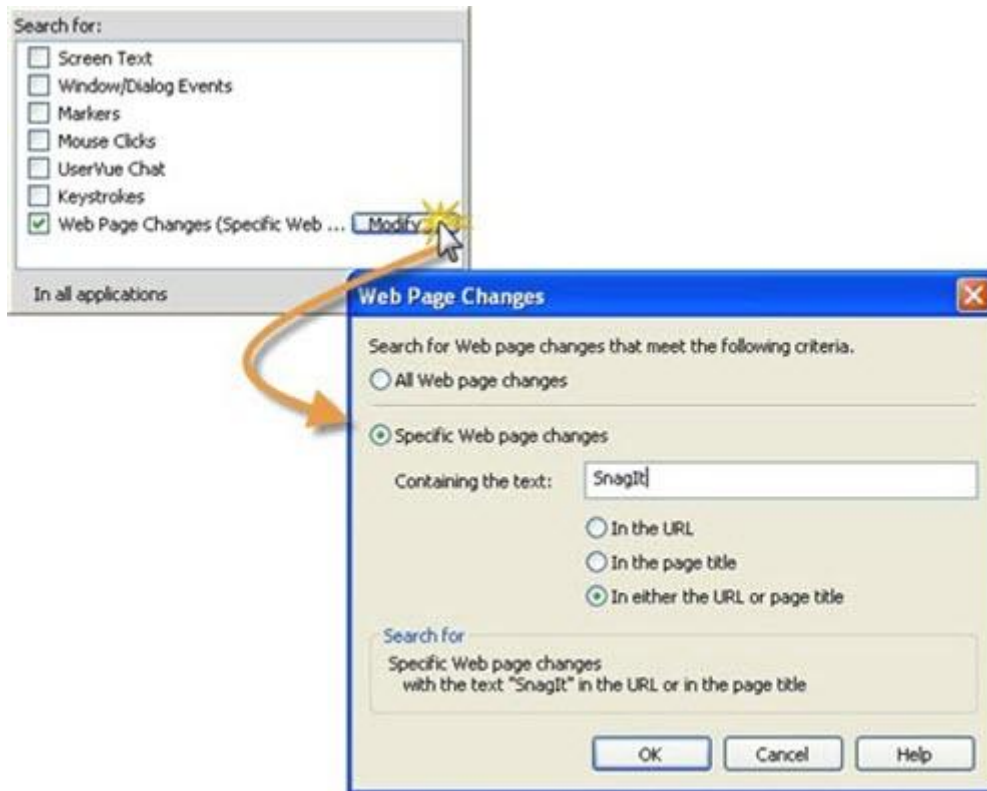 Search for:
Screen Text
Window/Dialog Events
Markers
Mouse Clicks
UserVue Chat
Keystrokes
Web Page Changes (Specific Web ... Modify
In all applications
Web Page Changes
Search for Web page changes that meet the following criteria.
All Web page changes
Specific Web page changes
Containing the text: SnagIt
In the URL
In the page title
In either the URL or page title
Search for
Specific Web page changes
with the text "SnagIt" in the URL or in the page title
OK Cancel Help